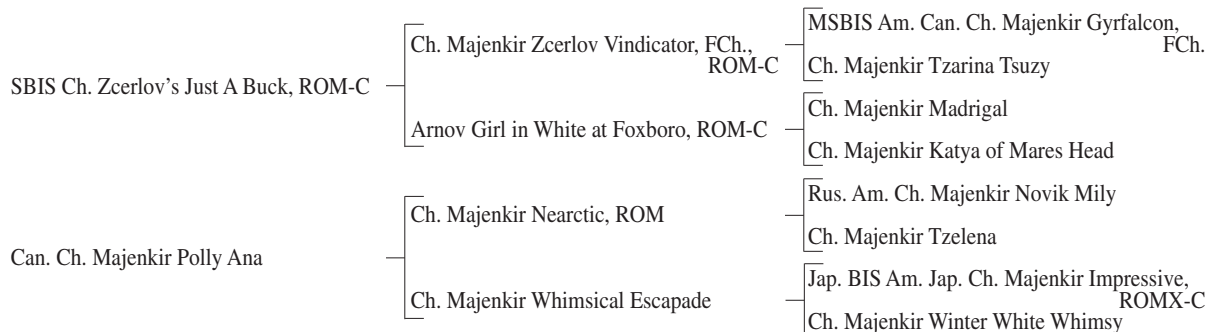 MSBIS Am. Can. Ch. Majenkir Gyrfalcon,
FCh.
Ch. Majenkir Zcerlov Vindicator, FCh.,
ROM-C
Ch. Majenkir Tzarina Tsuzy
SBIS Ch. Zcerlov’s Just A Buck, ROM-C
Ch. Majenkir Madrigal
Arnov Girl in White at Foxboro, ROM-C
Ch. Majenkir Katya of Mares Head
Rus. Am. Ch. Majenkir Novik Mily
Ch. Majenkir Nearctic, ROM
Ch. Majenkir Tzelena
Can. Ch. Majenkir Polly Ana
Jap. BIS Am. Jap. Ch. Majenkir Impressive,
ROMX-C
Ch. Majenkir Whimsical Escapade
Ch. Majenkir Winter White Whimsy